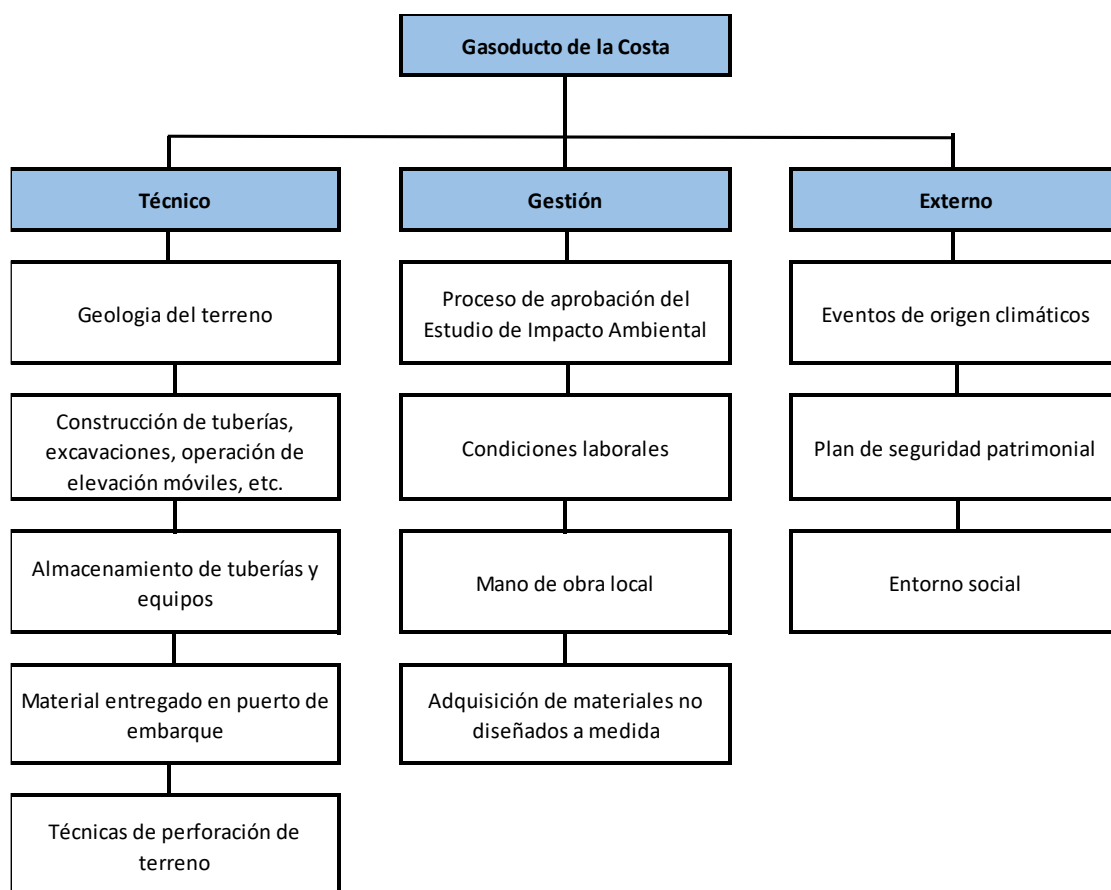 Gasoducto de la Costa
Técnico
Gestión
Externo
Geologia del terreno
Proceso de aprobación del
Estudio de Impacto Ambiental
Eventos de origen climáticos
Construcción de tuberías,
excavaciones, operación de
elevación móviles, etc.
Condiciones laborales
Plan de seguridad patrimonial
Almacenamiento de tuberías y
equipos
Mano de obra local
Entorno social
Material entregado en puerto de
embarque
Adquisición de materiales no
diseñados a medida
Técnicas de perforación de
terreno